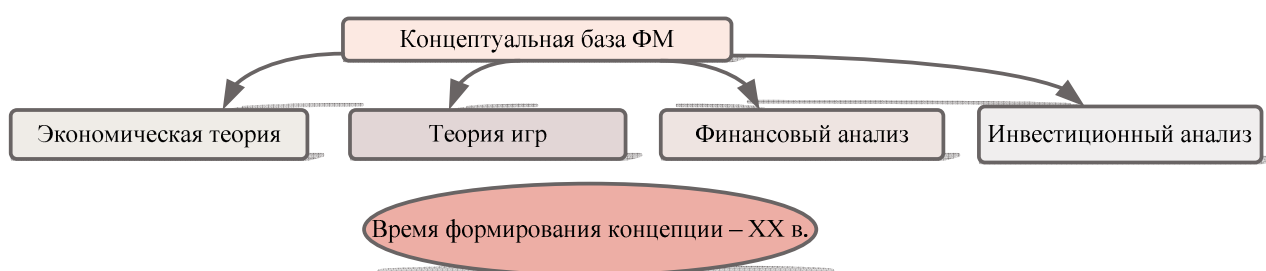 Концептуальная база ФМ
Экономическая теория
Теория игр
Финансовый анализ
Инвестиционный анализ
Время формирования концепции – XX в.